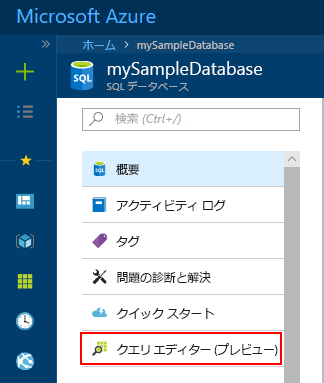 Microsoft Azure
» ホーム > mySampleDatabase
mySampleDatabase
SQL
SQL データベース
検索 (Ctrl+/)
概要
アクティビティ ログ
タグ
問題の診断と解決
クイック スタート
クエリ エディター (プレビュー)